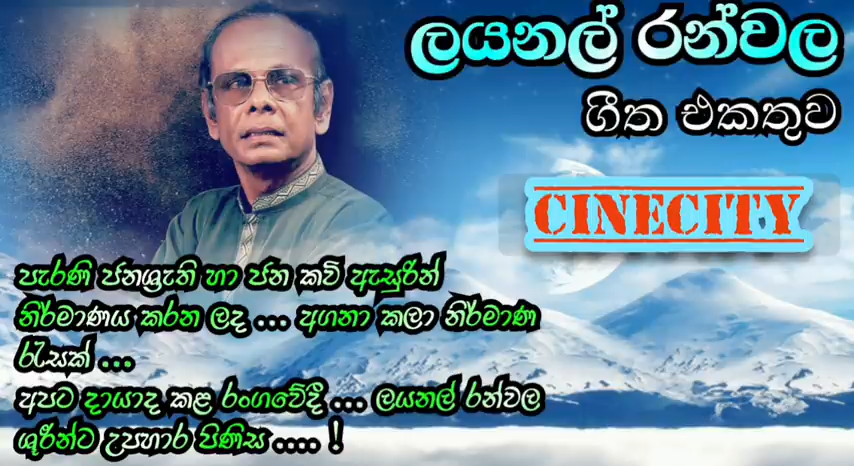 ලයනල් රන්වල
ගීත එකතුව
CINECITY
පැරණි ජනශ්‍රැති හා ජන කවි ඇසුරින්
නිර්මාණය කරන ලද ... අගනා කලා නිර්මාණ
රැසක් ...
අපට දායාද කළ රංගවේදී ... ලයනල් රන්වල
ශූරීන්ට උපහාර පිණිස .... !